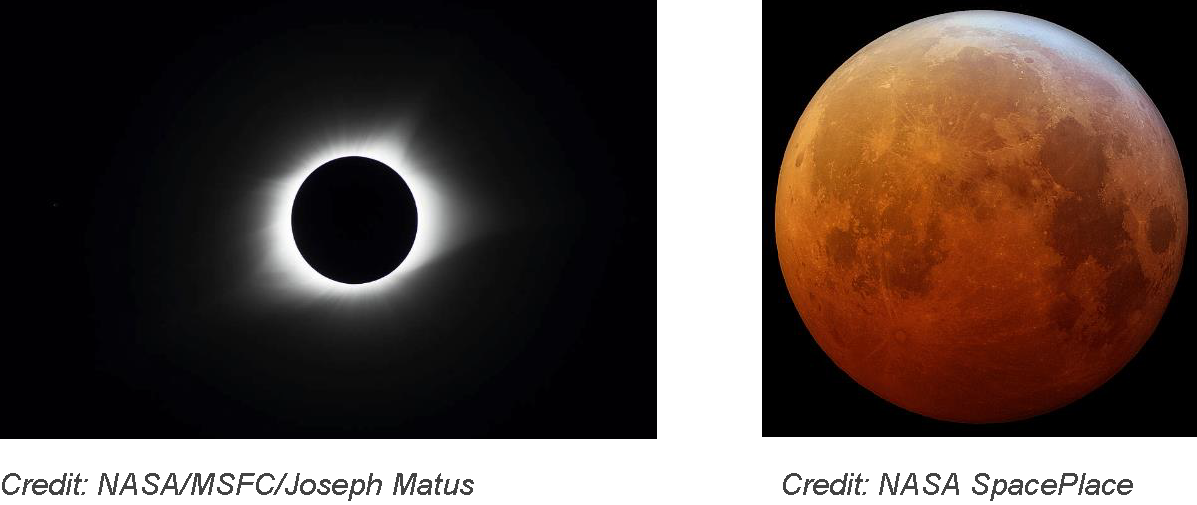 Credit: NASA/MSFC/Joseph Matus
Credit: NASA SpacePlace